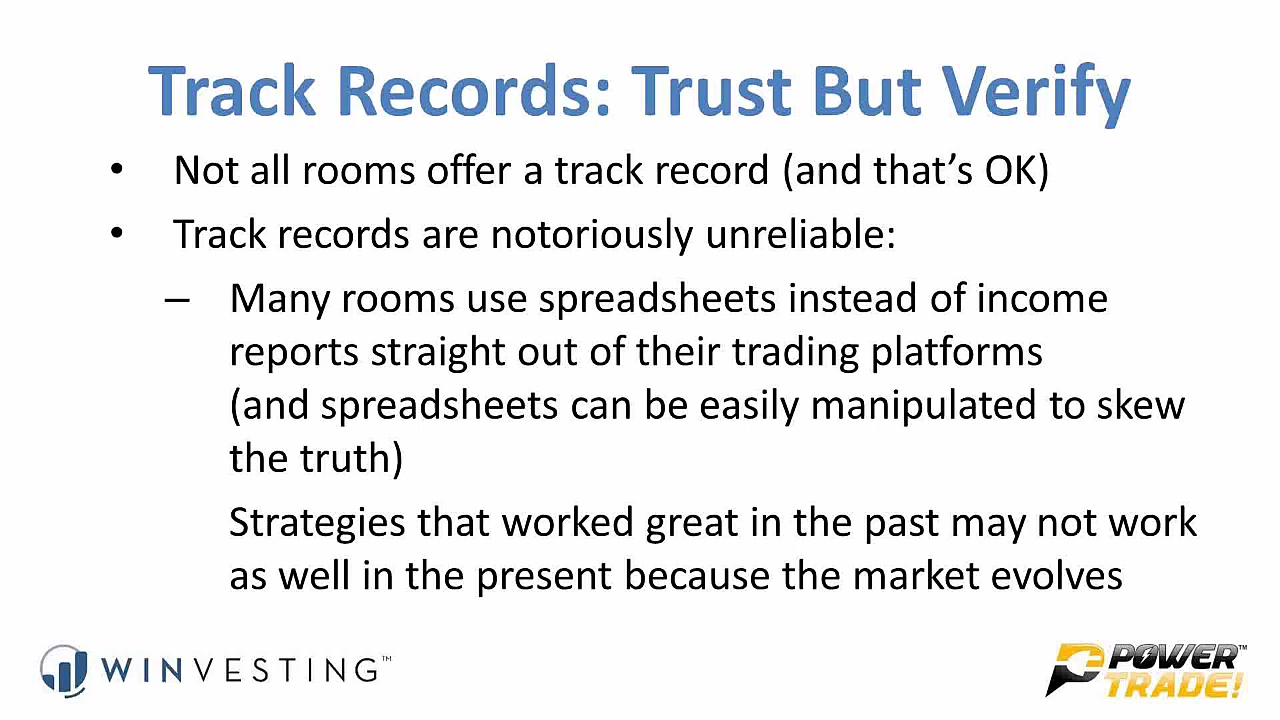 Track Records: Trust But Verify
• Not all rooms offer a track record (and that’s OK)
• Track records are notoriously unreliable:
– Many rooms use spreadsheets instead of income
reports straight out of their trading platforms
(and spreadsheets can be easily manipulated to skew
the truth)
Strategies that worked great in the past may not work
as well in the present because the market evolves
WINVESTING™
POWER™
TRADE!